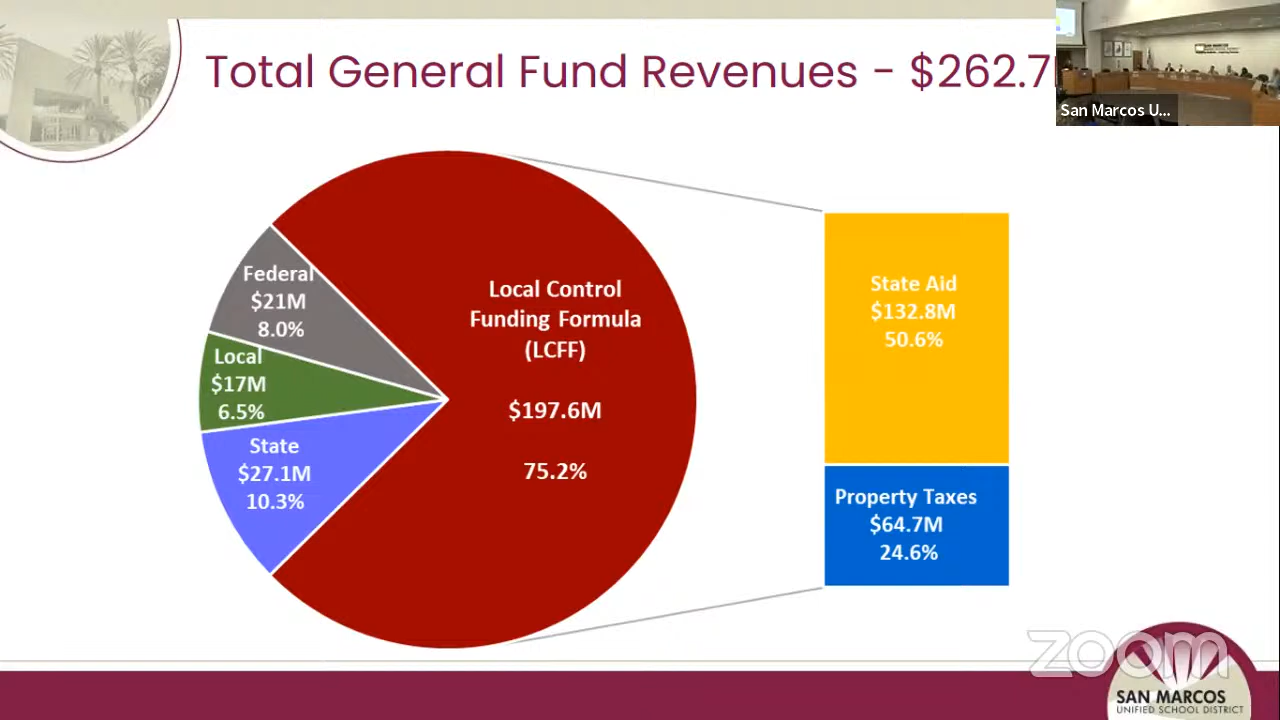 Total General Fund Revenues - $262.7
San Marcos U...
Federal
$21M
8.0%
Local
$17M
6.5%
State
$27.1M
10.3%
Local Control
Funding Formula
(LCFF)
$197.6M
75.2%
State Aid
$132.8M
50.6%
Property Taxes
$64.7M
24.6%
zoom
SAN MARCOS
UNIFIED SCHOOL DISTRICT